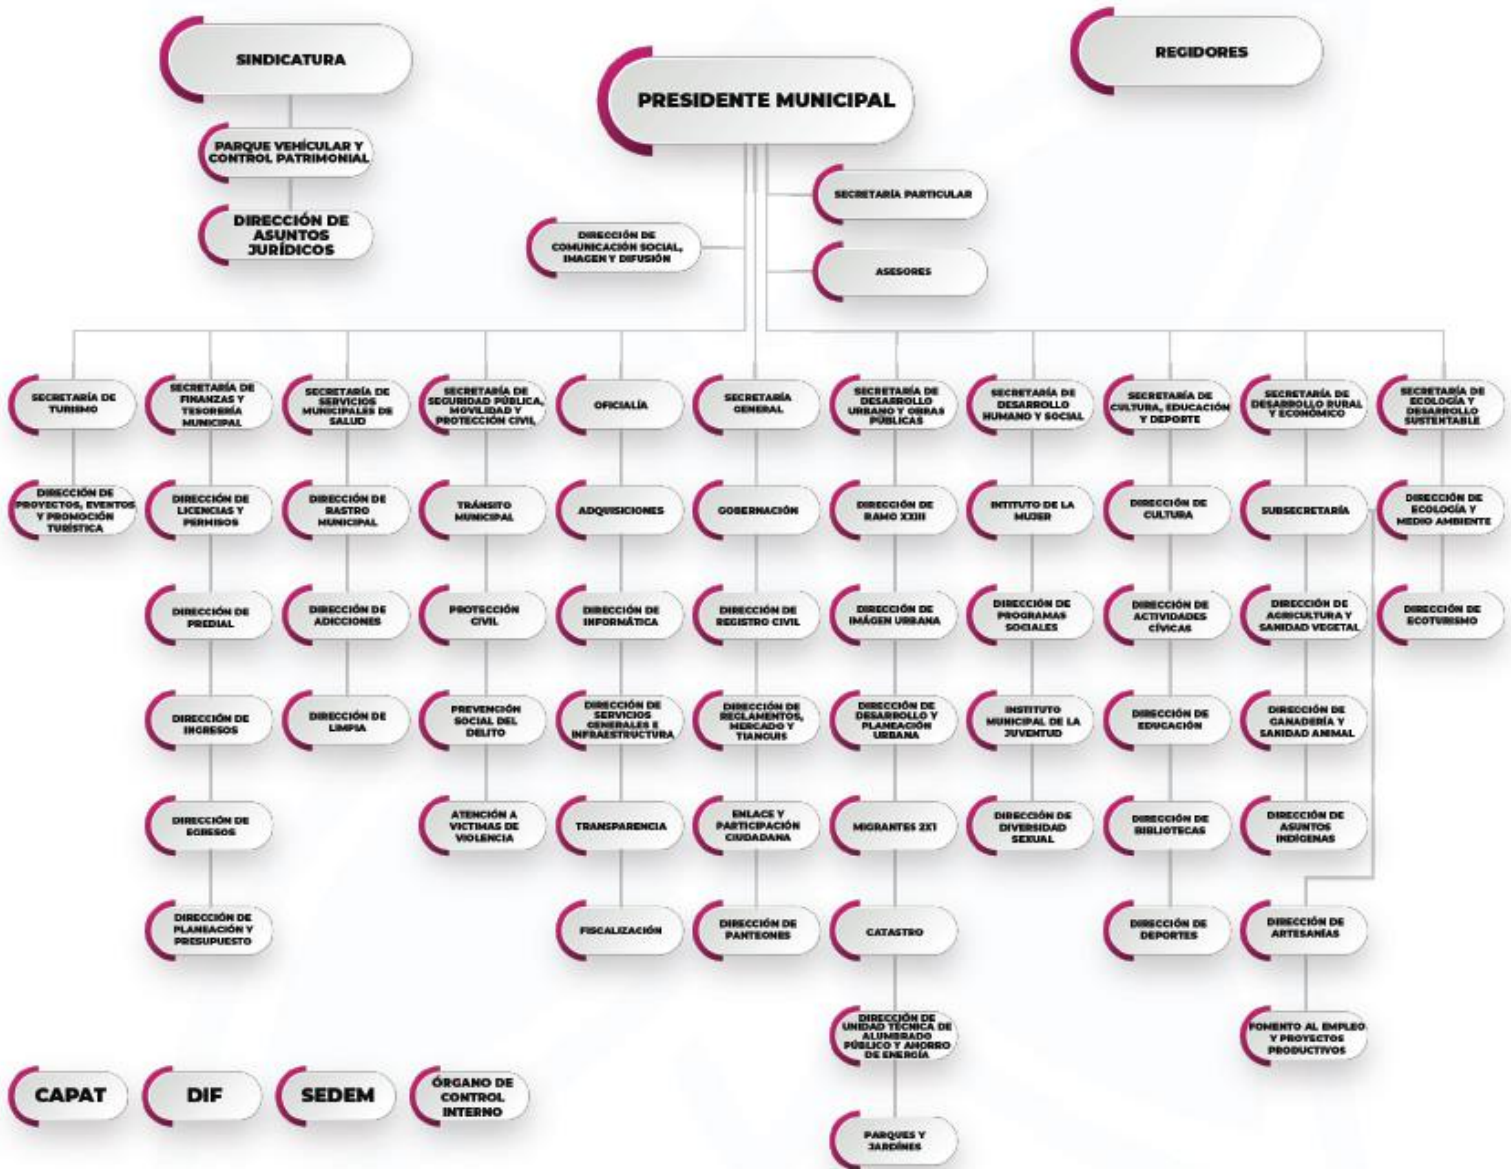 SINDICATURA
PARQUE VEHÍCULAR Y
CONTROL PATRIMONIAL
DIRECCIÓN DE
ASUNTOS
JURÍDICOS
PRESIDENTE MUNICIPAL
REGIDORES
SECRETARÍA PARTICULAR
DIRECCIÓN DE
COMUNICACIÓN SOCIAL,
IMAGEN Y DIFUSIÓN
ASESORES
SECRETARÍA DE
TURISMO
SECRETARÍA DE
FINANZAS Y
TESORERÍA
MUNICIPAL
SECRETARÍA DE
SERVICIOS
MUNICIPALES DE
SALUD
SECRETARÍA DE
SEGURIDAD PÚBLICA,
MOVILIDAD Y
PROTECCIÓN CIVIL
OFICIALÍA
SECRETARÍA
GENERAL
SECRETARÍA DE
DESARROLLO
URBANO Y OBRAS
PÚBLICAS
SECRETARÍA DE
DESARROLLO
HUMANO Y SOCIAL
SECRETARÍA DE
CULTURA, EDUCACIÓN
Y DEPORTE
SECRETARÍA DE
DESARROLLO RURAL
Y ECONÓMICO
SECRETARÍA DE
ECOLOGÍA Y
DESARROLLO
SUSTENTABLE
DIRECCIÓN DE
PROYECTOS, EVENTOS
Y PROMOCIÓN
TURÍSTICA
DIRECCIÓN DE
LICENCIAS Y
PERMISOS
DIRECCIÓN DE
RASTRO
MUNICIPAL
TRÁNSITO
MUNICIPAL
ADQUISICIONES
GOBERNACIÓN
DIRECCIÓN DE
RAMO XXIII
INTITUTO DE LA
MUJER
DIRECCIÓN DE
CULTURA
SUBSECRETARÍA
DIRECCIÓN DE
ECOLOGÍA Y
MEDIO AMBIENTE
DIRECCIÓN DE
PREDIAL
DIRECCIÓN DE
ADICCIONES
PROTECCIÓN
CIVIL
DIRECCIÓN DE
INFORMÁTICA
DIRECCIÓN DE
REGISTRO CIVIL
DIRECCIÓN DE
IMÁGEN URBANA
DIRECCIÓN DE
PROGRAMAS
SOCIALES
DIRECCIÓN DE
ACTIVIDADES
CÍVICAS
DIRECCIÓN DE
AGRICULTURA Y
SANIDAD VEGETAL
DIRECCIÓN DE
ECOTURISMO
DIRECCIÓN DE
INGRESOS
DIRECCIÓN DE
LIMPIA
PREVENCIÓN
SOCIAL DEL
DELITO
DIRECCIÓN DE
SERVICIOS
GENERALES E
INFRAESTRUCTURA
DIRECCIÓN DE
REGLAMENTOS,
MERCADO Y
TIANGUIS
DIRECCIÓN DE
DESARROLLO Y
PLANEACIÓN
URBANA
INSTITUTO
MUNICIPAL DE LA
JUVENTUD
DIRECCIÓN DE
EDUCACIÓN
DIRECCIÓN DE
GANADERÍA Y
SANIDAD ANIMAL
DIRECCIÓN DE
EGRESOS
ATENCIÓN A
VICTIMAS DE
VIOLENCIA
TRANSPARENCIA
ENLACE Y
PARTICIPACIÓN
CIUDADANA
MIGRANTES 2X1
DIRECCIÓN DE
DIVERSIDAD
SEXUAL
DIRECCIÓN DE
BIBLIOTECAS
DIRECCIÓN DE
ASUNTOS
INDÍGENAS
DIRECCIÓN DE
PLANEACIÓN Y
PRESUPUESTO
FISCALIZACIÓN
DIRECCIÓN DE
PANTEONES
CATASTRO
DIRECCIÓN DE
DEPORTES
DIRECCIÓN DE
ARTESANÍAS
DIRECCIÓN DE
UNIDAD TÉCNICA DE
ALUMBRADO
PÚBLICO Y AHORRO
DE ENERGÍA
FOMENTO AL EMPLEO
Y PROYECTOS
PRODUCTIVOS
CAPAT
DIF
SEDEM
ÓRGANO DE
CONTROL
INTERNO
PARQUES Y
JARDÍNES